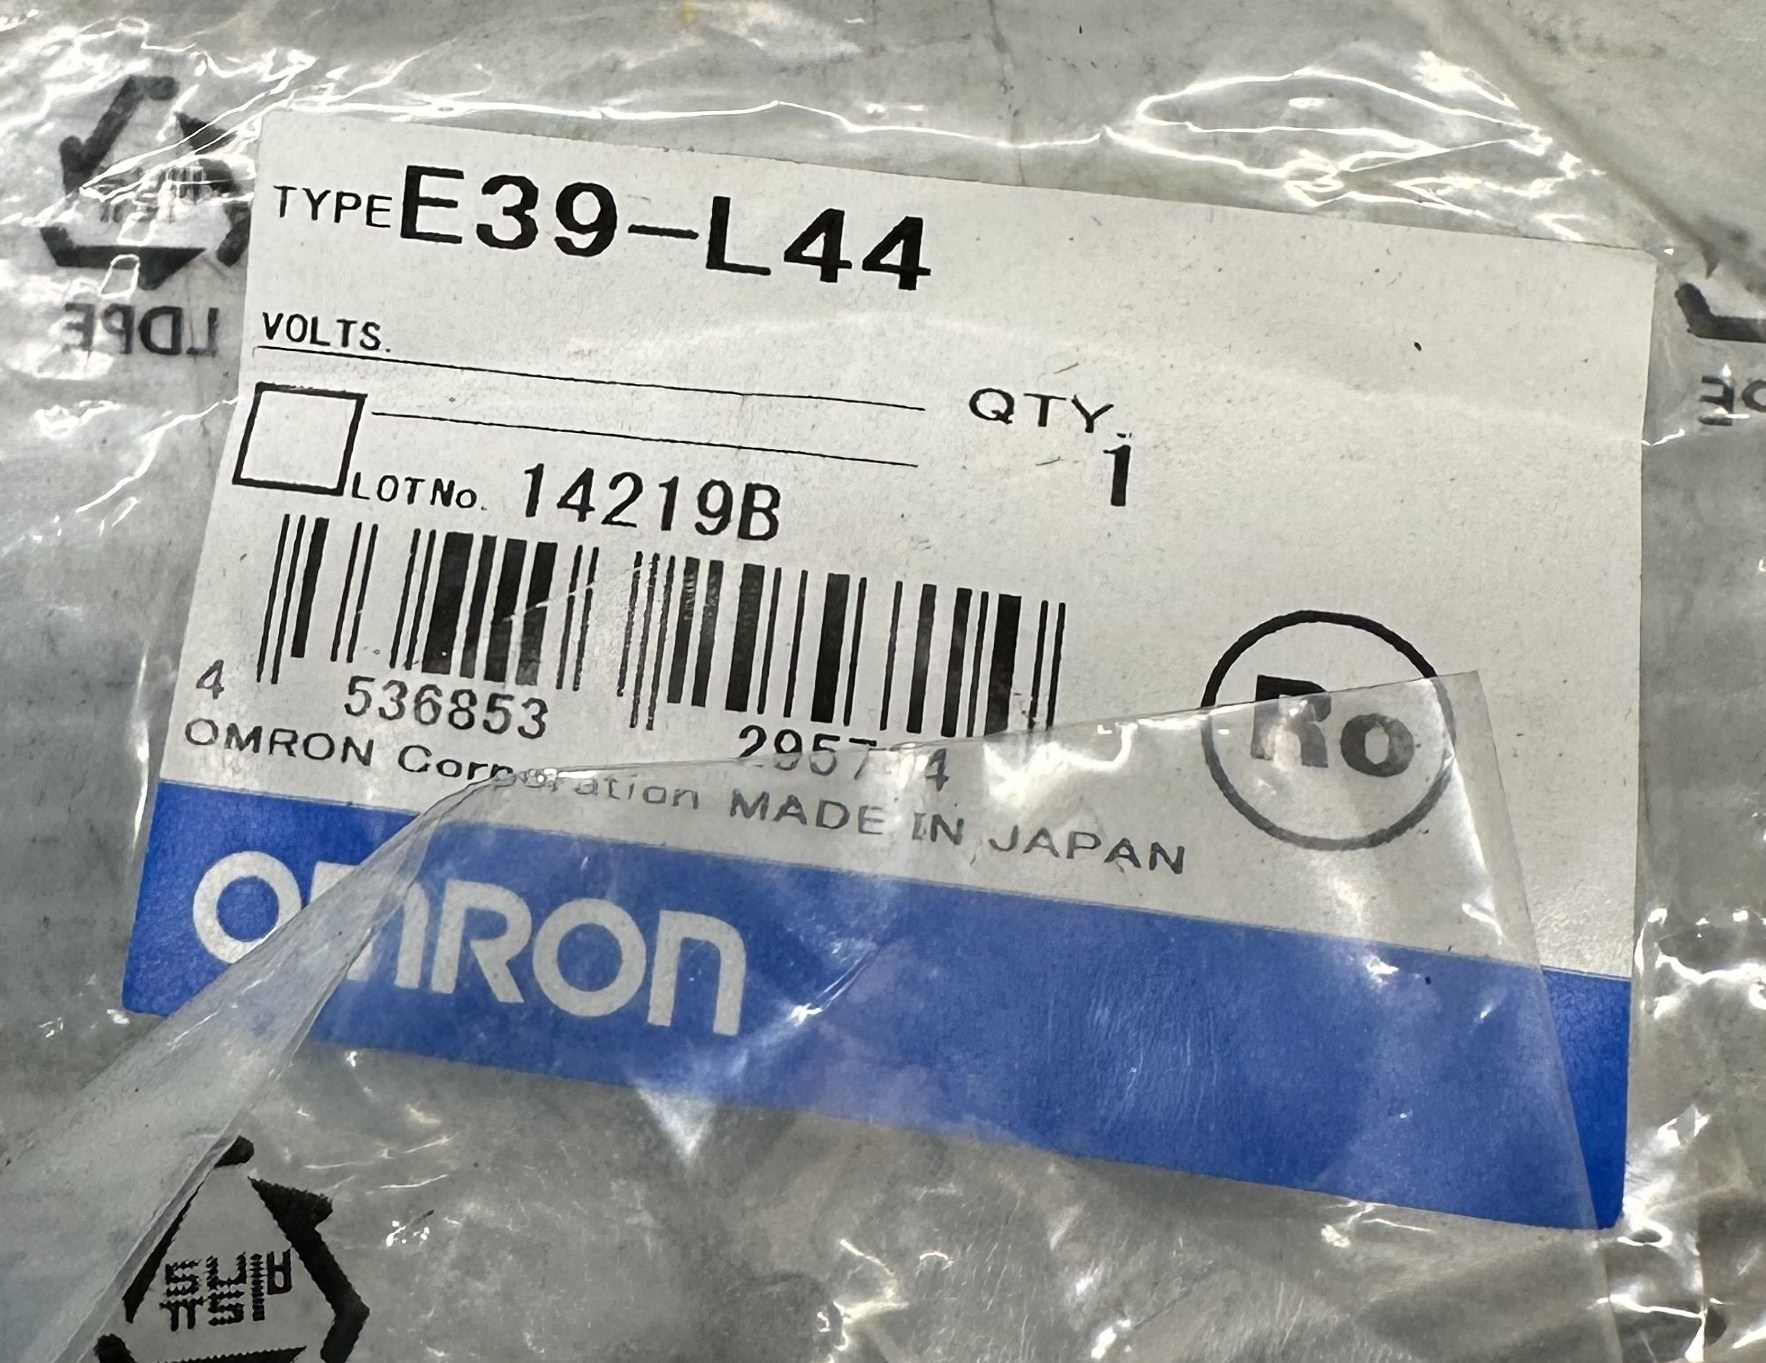 TYPE E39-L44
VOLTS.
QTY.
1
LOT No. 14219B
4 536853
OMRON Corporation MADE IN JAPAN
Ro
OMRON
LDPE